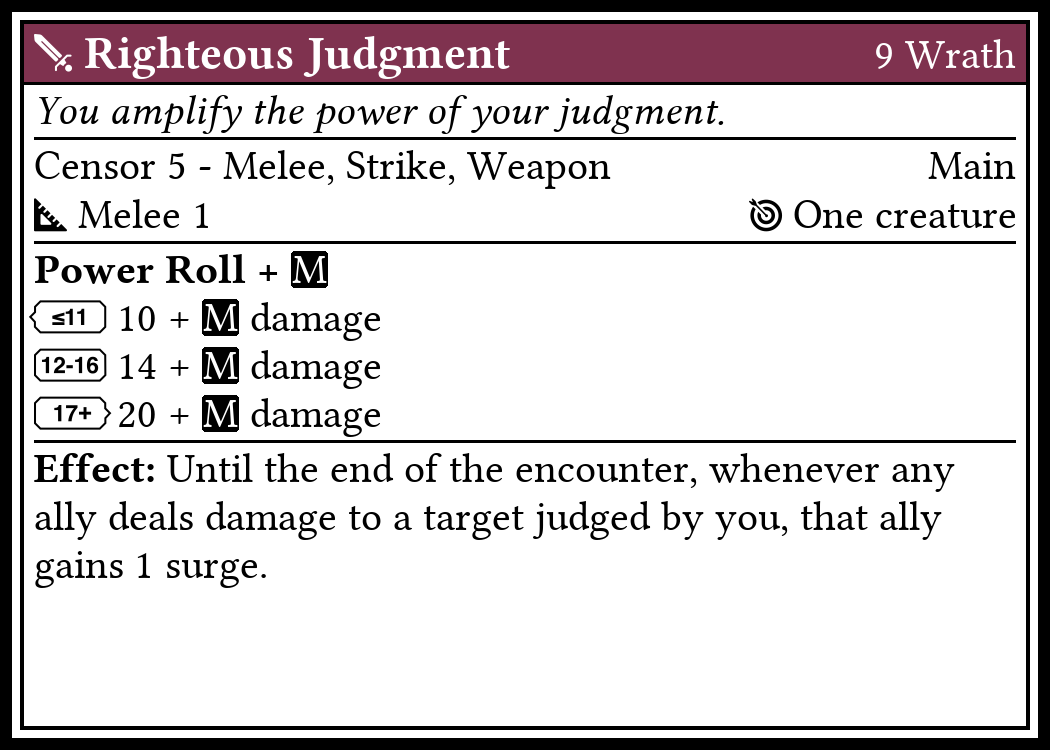 Righteous Judgment 9 Wrath
You amplify the power of your judgment.
Censor 5 - Melee, Strike, Weapon Main
Melee 1 One creature
Power Roll + M
≤11 10 + M damage
12-16 14 + M damage
17+ 20 + M damage
Effect: Until the end of the encounter, whenever any
ally deals damage to a target judged by you, that ally
gains 1 surge.